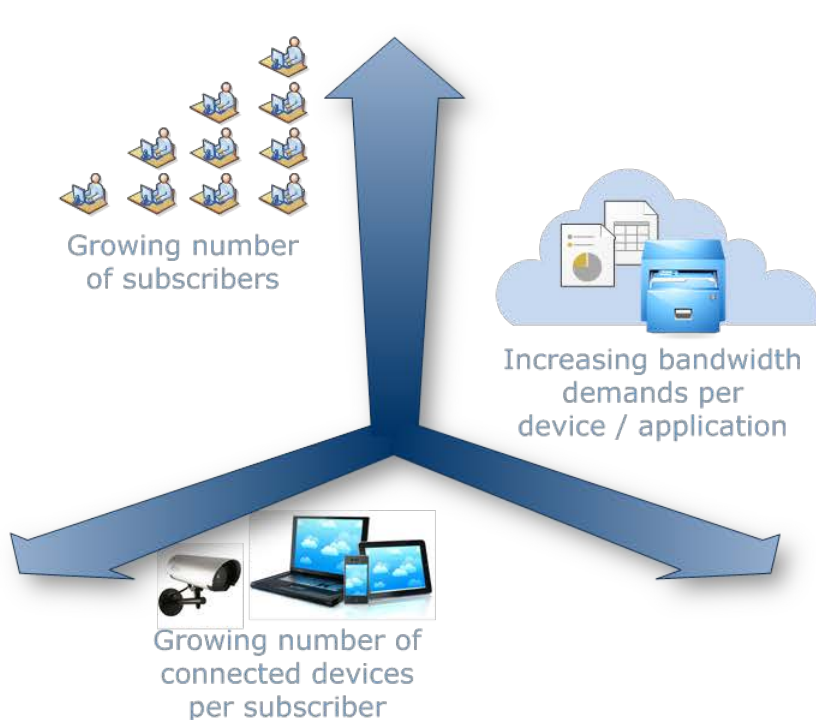 Growing number
of subscribers
Increasing bandwidth
demands per
device / application
Growing number of
connected devices
per subscriber